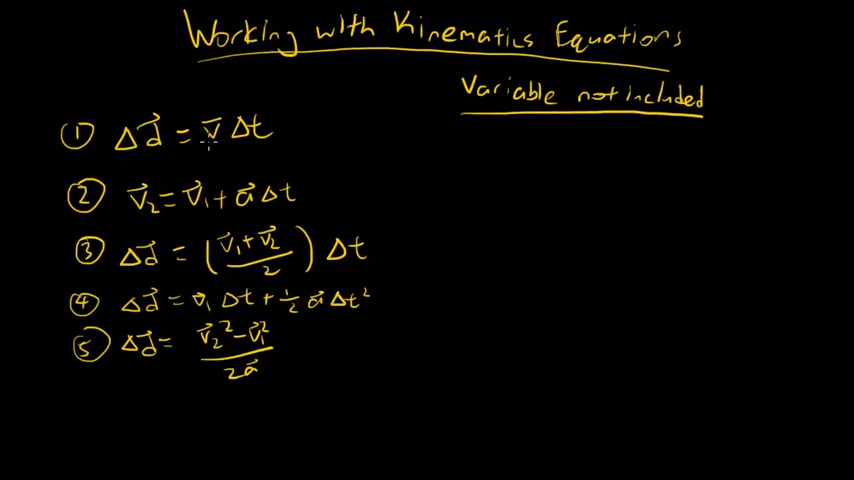 Working with Kinematics Equations
Variable not included
① Δd⃗ = v⃗ Δt
② v⃗₂ = v⃗₁ + a⃗ Δt
③ Δd⃗ = (v⃗₁ + v⃗₂ / 2) Δt
④ Δd⃗ = v⃗₁ Δt + ½ a⃗ Δt²
⑤ Δd⃗ = v⃗₂² − v⃗₁² / 2a⃗